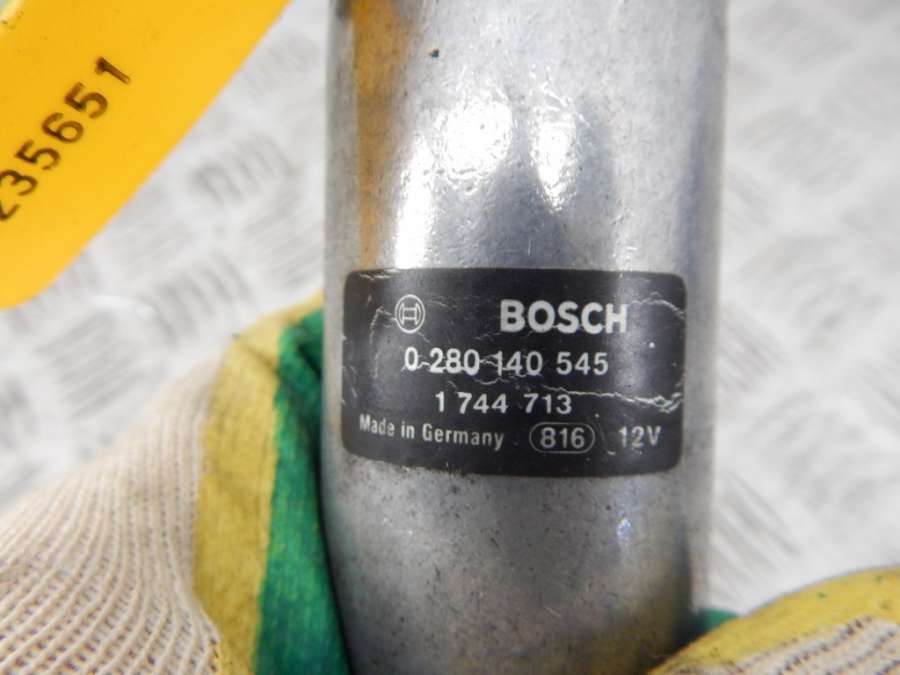 235651
BOSCH
0 280 140 545
1 744 713
Made in Germany 816 12V